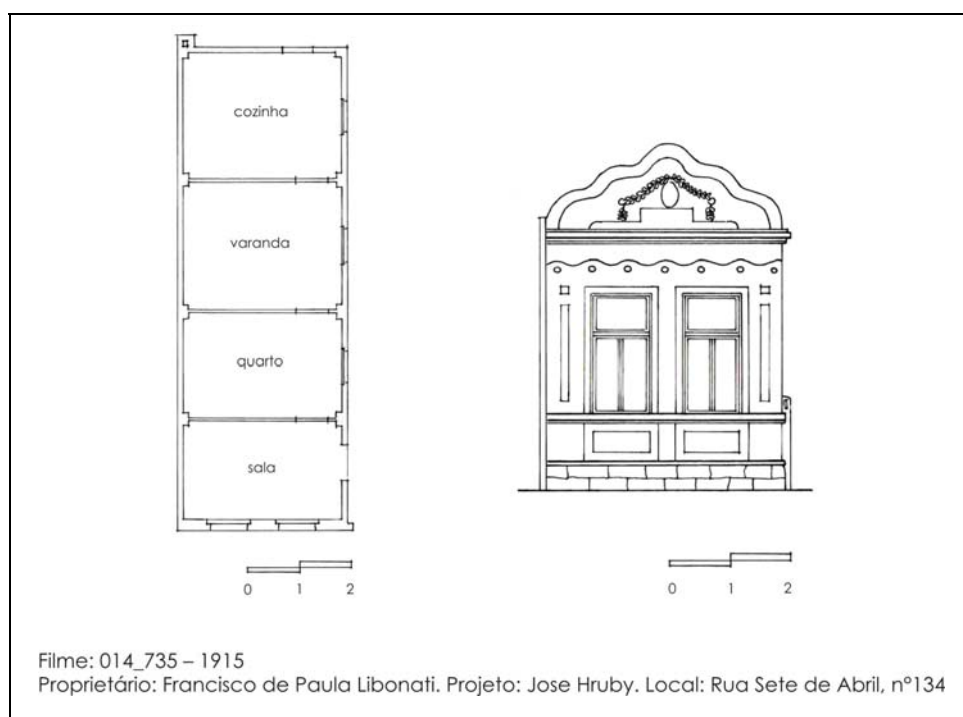 cozinha
varanda
quarto
sala
0 1 2
0 1 2
Filme: 014_735 – 1915
Proprietário: Francisco de Paula Libonati. Projeto: Jose Hruby. Local: Rua Sete de Abril, nº134